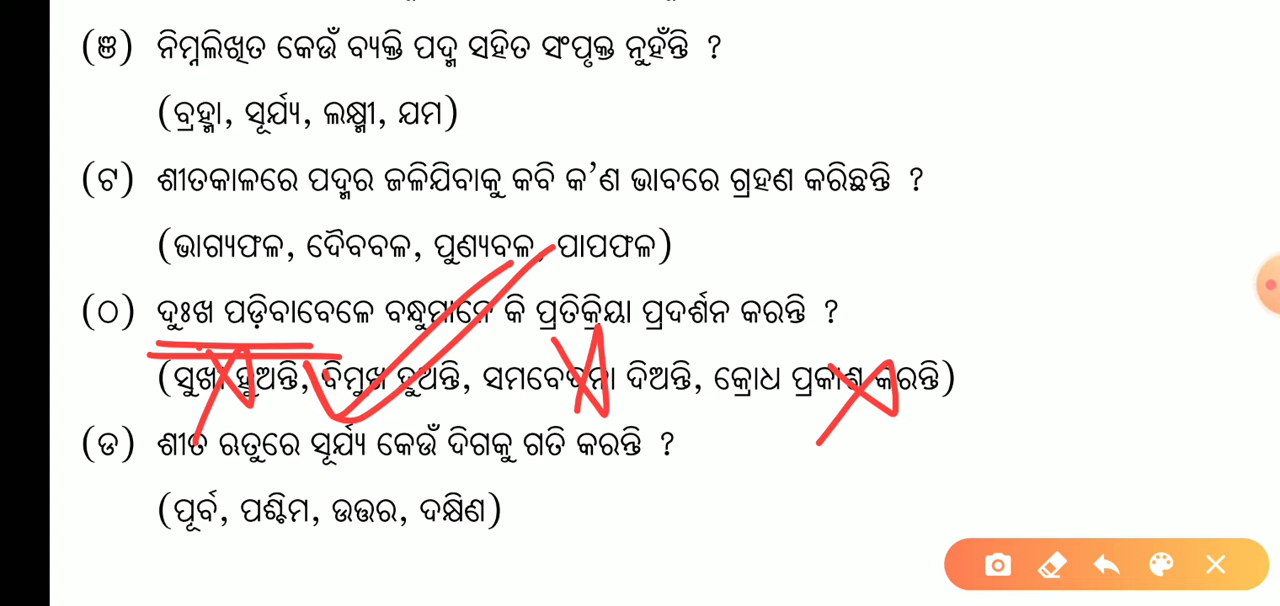 (ଞ) ନିମ୍ନଲିଖିତ କେଉଁ ବ୍ୟକ୍ତି ପଦ୍ମ ସହିତ ସଂପୃକ୍ତ ନୁହଁନ୍ତି ?
(ବ୍ରହ୍ମା, ସୂର୍ଯ୍ୟ, ଲକ୍ଷ୍ମୀ, ଯମ)
(ଟ) ଶୀତକାଳରେ ପଦ୍ମର ଜଳିଯିବାକୁ କବି କ’ଣ ଭାବରେ ଗ୍ରହଣ କରିଛନ୍ତି ?
(ଭାଗ୍ୟଫଳ, ଦୈବବଳ, ପୁଣ୍ୟବଳ, ପାପଫଳ)
(ଠ) ଦୁଃଖ ପଡ଼ିବାବେଳେ ବନ୍ଧୁମାନେ କି ପ୍ରତିକ୍ରିୟା ପ୍ରଦର୍ଶନ କରନ୍ତି ?
(ସୁଖୀ ହୁଅନ୍ତି, ବିମୁଖ ହୁଅନ୍ତି, ସମବେଦନା ଦିଅନ୍ତି, କ୍ରୋଧ ପ୍ରକାଶ କରନ୍ତି)
(ଡ) ଶୀତ ଋତୁରେ ସୂର୍ଯ୍ୟ କେଉଁ ଦିଗକୁ ଗତି କରନ୍ତି ?
(ପୂର୍ବ, ପଶ୍ଚିମ, ଉତ୍ତର, ଦକ୍ଷିଣ)